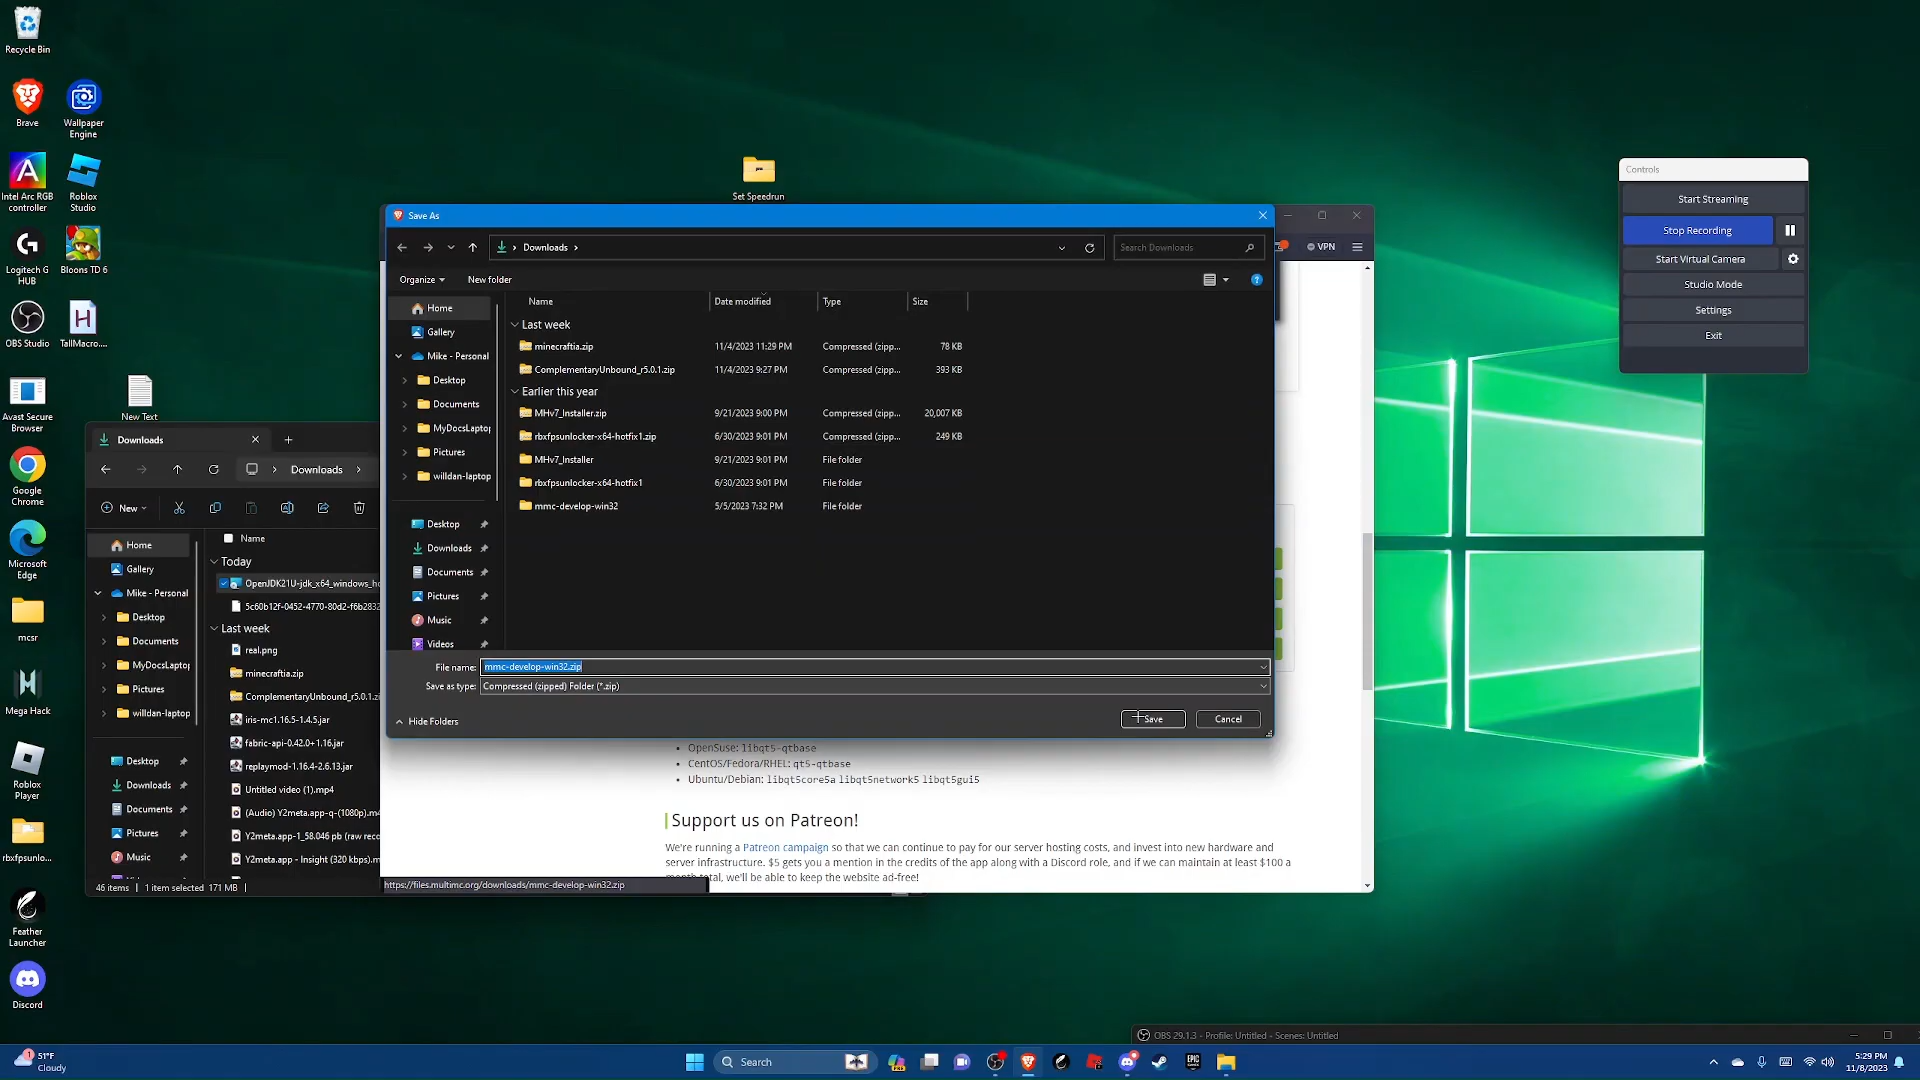 Recycle Bin
Brave
Wallpaper
Engine
Intel Arc RGB
controller
Roblox
Studio
Logitech G
HUB
Bloons TD 6
OBS Studio
TallMacro....
Avast Secure
Browser
New Text
Google
Chrome
Microsoft
Edge
mcsr
Mega Hack
Roblox
Player
rbxfpsunlo...
Feather
Launcher
Discord
Set Speedrun
Controls
Start Streaming
Stop Recording
Start Virtual Camera
Studio Mode
Settings
Exit
Save As
Downloads
Search Downloads
Organize
New folder
Home
Gallery
Mike - Personal
Desktop
Documents
MyDocsLaptop
Pictures
willdan-laptop
Desktop
Downloads
Documents
Pictures
Music
Videos
Name Date modified Type Size
Last week
minecraftia.zip 11/4/2023 11:29 PM Compressed (zipp... 78 KB
ComplementaryUnbound_r5.0.1.zip 11/4/2023 9:27 PM Compressed (zipp... 393 KB
Earlier this year
MHv7_Installer.zip 9/21/2023 9:00 PM Compressed (zipp... 20,007 KB
rbxfpsunlocker-x64-hotfix1.zip 6/30/2023 9:01 PM Compressed (zipp... 249 KB
MHv7_Installer 9/21/2023 9:01 PM File folder
rbxfpsunlocker-x64-hotfix1 6/30/2023 9:01 PM File folder
mmc-develop-win32 5/5/2023 7:32 PM File folder
File name: mmc-develop-win32.zip
Save as type: Compressed (zipped) Folder (*.zip)
Hide Folders
Save
Cancel
VPN
Downloads
Downloads
New
Home
Gallery
Mike - Personal
Desktop
Documents
MyDocsLaptop
Pictures
willdan-laptop
Desktop
Downloads
Documents
Pictures
Music
Name
Today
OpenJDK21U-jdk_x64_windows_ho
5c60b12f-0452-4770-80d2-f6b2832
Last week
real.png
minecraftia.zip
ComplementaryUnbound_r5.0.1.zi
iris-mc1.16.5-1.4.5.jar
fabric-api-0.42.0+1.16.jar
replaymod-1.16.4-2.6.13.jar
Untitled video (1).mp4
(Audio) Y2meta.app-q-(1080p).m4
Y2meta.app-1_58.046 pb (raw reco
Y2meta.app - Insight (320 kbps).m
46 items 1 item selected 171 MB
OpenSuse: libqt5-qtbase
CentOS/Fedora/RHEL: qt5-qtbase
Ubuntu/Debian: libqt5core5a libqt5network5 libqt5gui5
Support us on Patreon!
We're running a Patreon campaign so that we can continue to pay for our server hosting costs, and invest into new hardware and
server infrastructure. $5 gets you a mention in the credits of the app along with a Discord role, and if we can maintain at least $100 a
month total, we'll be able to keep the website ad-free!
https://files.multimc.org/downloads/mmc-develop-win32.zip
OBS 29.1.3 - Profile: Untitled - Scenes: Untitled
1
51°F
Cloudy
Search
5:29 PM
11/8/2023